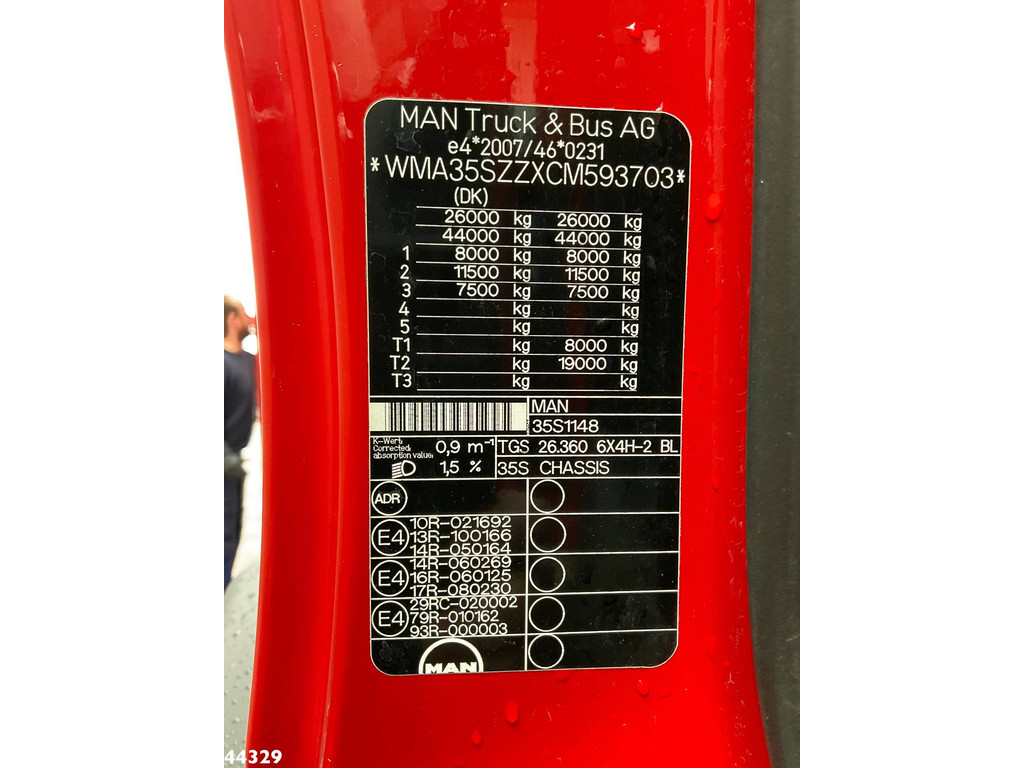 MAN Truck & Bus AG
e4*2007/46*0231
*WMA35SZZXCM593703*
(DK)
26000 kg 26000 kg
44000 kg 44000 kg
1 8000 kg 8000 kg
2 11500 kg 11500 kg
3 7500 kg 7500 kg
4 kg kg
5 kg kg
T1 kg 8000 kg
T2 kg 19000 kg
T3 kg kg
MAN
35S1148
K-Wert:
Corrected
absorption value:
0,9 m-1
TGS 26.360 6X4H-2 BL
1,5 %
35S CHASSIS
ADR
10R-021692
E4 13R-100166
14R-050164
14R-060269
E4 16R-060125
17R-080230
29RC-020002
E4 79R-010162
93R-000003
MAN
44329